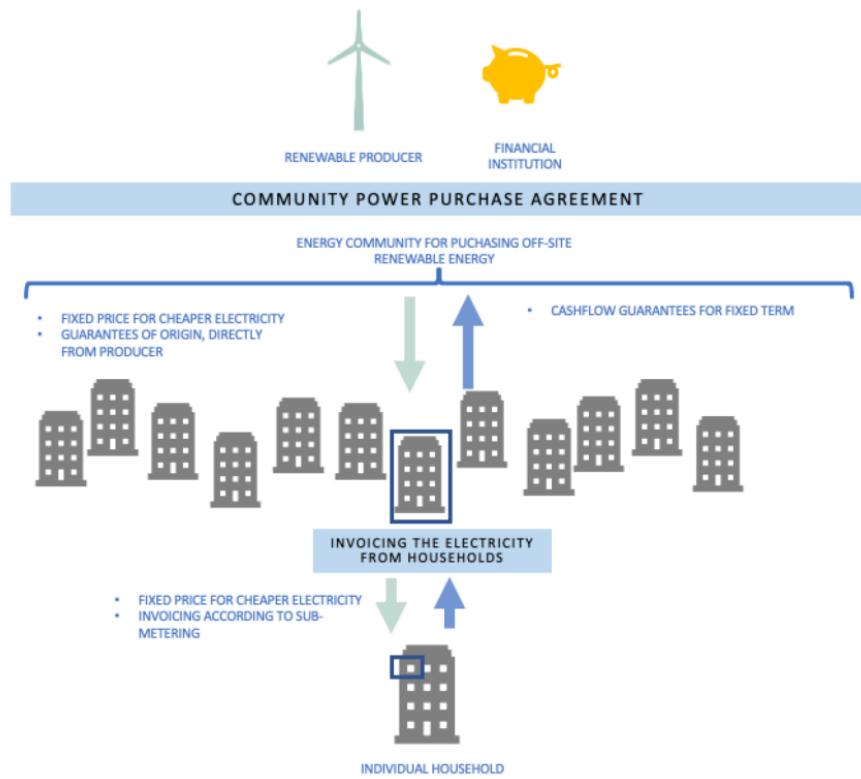 RENEWABLE PRODUCER
FINANCIAL
INSTITUTION
COMMUNITY POWER PURCHASE AGREEMENT
ENERGY COMMUNITY FOR PUCHASING OFF-SITE
RENEWABLE ENERGY
• FIXED PRICE FOR CHEAPER ELECTRICITY
• GUARANTEES OF ORIGIN, DIRECTLY
FROM PRODUCER
• CASHFLOW GUARANTEES FOR FIXED TERM
INVOICING THE ELECTRICITY
FROM HOUSEHOLDS
• FIXED PRICE FOR CHEAPER ELECTRICITY
• INVOICING ACCORDING TO SUB-
METERING
INDIVIDUAL HOUSEHOLD